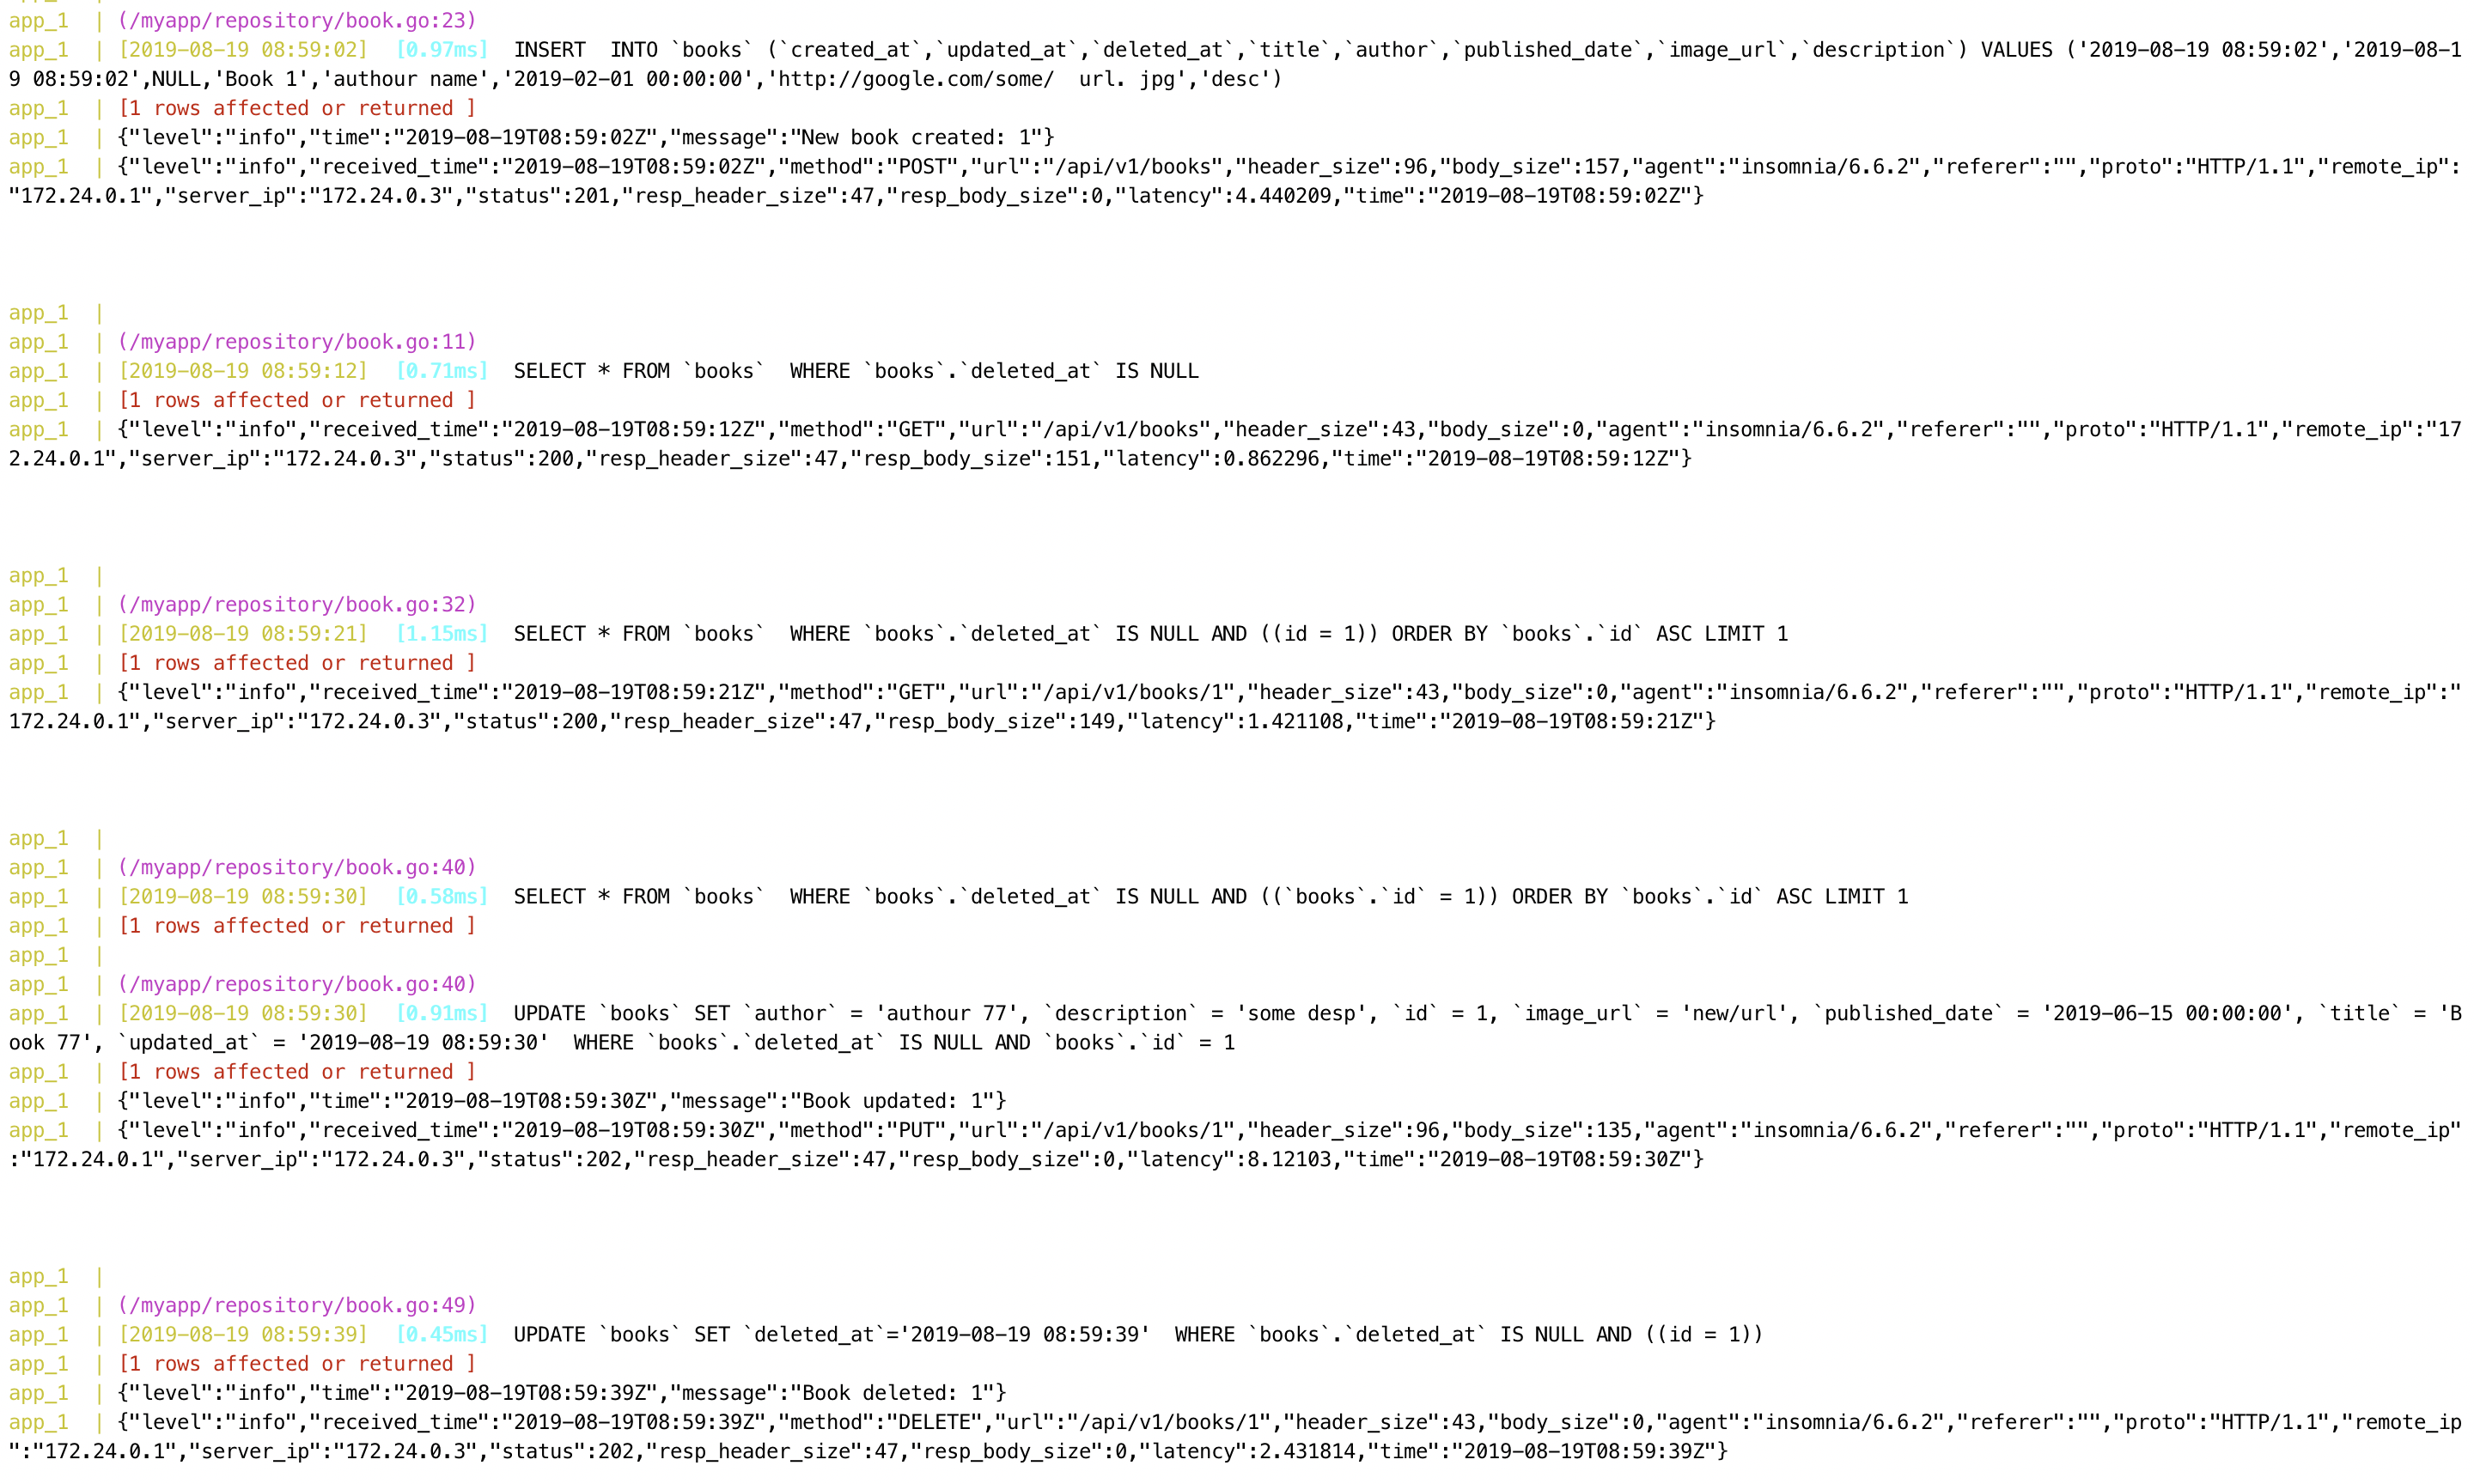 app_1  | (/myapp/repository/book.go:23)
app_1  | [2019-08-19 08:59:02]  [0.97ms]  INSERT  INTO `books` (`created_at`,`updated_at`,`deleted_at`,`title`,`author`,`published_date`,`image_url`,`description`) VALUES ('2019-08-19 08:59:02','2019-08-1
9 08:59:02',NULL,'Book 1','authour name','2019-02-01 00:00:00','http://google.com/some/  url. jpg','desc')
app_1  | [1 rows affected or returned ]
app_1  | {"level":"info","time":"2019-08-19T08:59:02Z","message":"New book created: 1"}
app_1  | {"level":"info","received_time":"2019-08-19T08:59:02Z","method":"POST","url":"/api/v1/books","header_size":96,"body_size":157,"agent":"insomnia/6.6.2","referer":"","proto":"HTTP/1.1","remote_ip":
"172.24.0.1","server_ip":"172.24.0.3","status":201,"resp_header_size":47,"resp_body_size":0,"latency":4.440209,"time":"2019-08-19T08:59:02Z"}
app_1  |
app_1  | (/myapp/repository/book.go:11)
app_1  | [2019-08-19 08:59:12]  [0.71ms]  SELECT * FROM `books`  WHERE `books`.`deleted_at` IS NULL
app_1  | [1 rows affected or returned ]
app_1  | {"level":"info","received_time":"2019-08-19T08:59:12Z","method":"GET","url":"/api/v1/books","header_size":43,"body_size":0,"agent":"insomnia/6.6.2","referer":"","proto":"HTTP/1.1","remote_ip":"17
2.24.0.1","server_ip":"172.24.0.3","status":200,"resp_header_size":47,"resp_body_size":151,"latency":0.862296,"time":"2019-08-19T08:59:12Z"}
app_1  |
app_1  | (/myapp/repository/book.go:32)
app_1  | [2019-08-19 08:59:21]  [1.15ms]  SELECT * FROM `books`  WHERE `books`.`deleted_at` IS NULL AND ((id = 1)) ORDER BY `books`.`id` ASC LIMIT 1
app_1  | [1 rows affected or returned ]
app_1  | {"level":"info","received_time":"2019-08-19T08:59:21Z","method":"GET","url":"/api/v1/books/1","header_size":43,"body_size":0,"agent":"insomnia/6.6.2","referer":"","proto":"HTTP/1.1","remote_ip":"
172.24.0.1","server_ip":"172.24.0.3","status":200,"resp_header_size":47,"resp_body_size":149,"latency":1.421108,"time":"2019-08-19T08:59:21Z"}
app_1  |
app_1  | (/myapp/repository/book.go:40)
app_1  | [2019-08-19 08:59:30]  [0.58ms]  SELECT * FROM `books`  WHERE `books`.`deleted_at` IS NULL AND ((`books`.`id` = 1)) ORDER BY `books`.`id` ASC LIMIT 1
app_1  | [1 rows affected or returned ]
app_1  |
app_1  | (/myapp/repository/book.go:40)
app_1  | [2019-08-19 08:59:30]  [0.91ms]  UPDATE `books` SET `author` = 'authour 77', `description` = 'some desp', `id` = 1, `image_url` = 'new/url', `published_date` = '2019-06-15 00:00:00', `title` = 'B
ook 77', `updated_at` = '2019-08-19 08:59:30'  WHERE `books`.`deleted_at` IS NULL AND `books`.`id` = 1
app_1  | [1 rows affected or returned ]
app_1  | {"level":"info","time":"2019-08-19T08:59:30Z","message":"Book updated: 1"}
app_1  | {"level":"info","received_time":"2019-08-19T08:59:30Z","method":"PUT","url":"/api/v1/books/1","header_size":96,"body_size":135,"agent":"insomnia/6.6.2","referer":"","proto":"HTTP/1.1","remote_ip"
:"172.24.0.1","server_ip":"172.24.0.3","status":202,"resp_header_size":47,"resp_body_size":0,"latency":8.12103,"time":"2019-08-19T08:59:30Z"}
app_1  |
app_1  | (/myapp/repository/book.go:49)
app_1  | [2019-08-19 08:59:39]  [0.45ms]  UPDATE `books` SET `deleted_at`='2019-08-19 08:59:39'  WHERE `books`.`deleted_at` IS NULL AND ((id = 1))
app_1  | [1 rows affected or returned ]
app_1  | {"level":"info","time":"2019-08-19T08:59:39Z","message":"Book deleted: 1"}
app_1  | {"level":"info","received_time":"2019-08-19T08:59:39Z","method":"DELETE","url":"/api/v1/books/1","header_size":43,"body_size":0,"agent":"insomnia/6.6.2","referer":"","proto":"HTTP/1.1","remote_ip
":"172.24.0.1","server_ip":"172.24.0.3","status":202,"resp_header_size":47,"resp_body_size":0,"latency":2.431814,"time":"2019-08-19T08:59:39Z"}